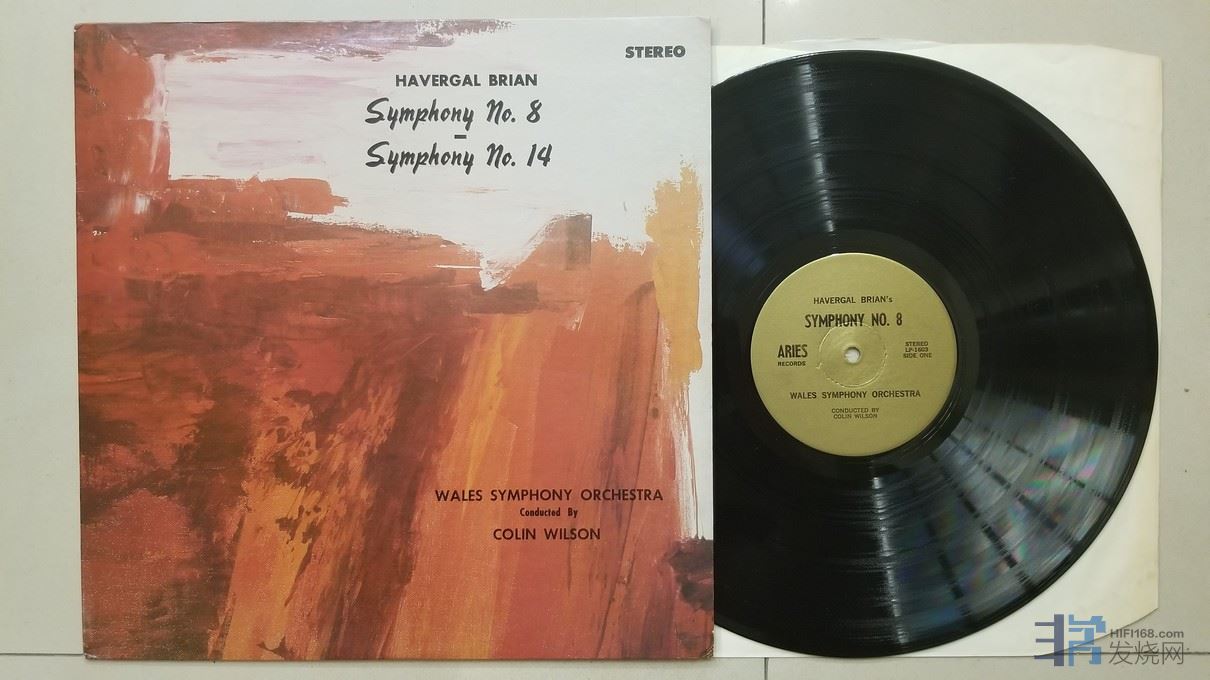 STEREO
HAVERGAL BRIAN
Symphony No. 8
-
Symphony No. 14
WALES SYMPHONY ORCHESTRA
Conducted By
COLIN WILSON
HAVERGAL BRIAN's
SYMPHONY NO. 8
ARIES
RECORDS
STEREO
LP-1603
SIDE ONE
WALES SYMPHONY ORCHESTRA
CONDUCTED BY
COLIN WILSON
HIFI168.com
发烧网